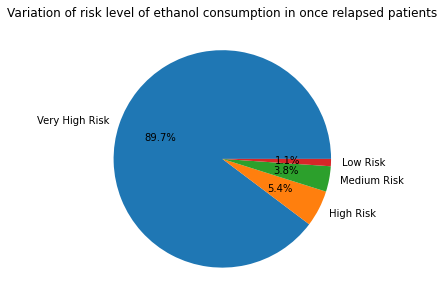 Variation of risk level of ethanol consumption in once relapsed patients
Very High Risk
89.7%
1.1%
Low Risk
3.8%
Medium Risk
5.4%
High Risk